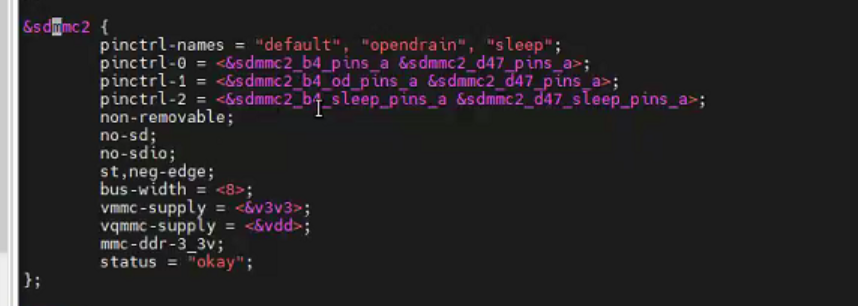 &sdmmc2 {
pinctrl-names = "default", "opendrain", "sleep";
pinctrl-0 = <&sdmmc2_b4_pins_a &sdmmc2_d47_pins_a>;
pinctrl-1 = <&sdmmc2_b4_od_pins_a &sdmmc2_d47_pins_a>;
pinctrl-2 = <&sdmmc2_b4_sleep_pins_a &sdmmc2_d47_sleep_pins_a>;
non-removable;
no-sd;
no-sdio;
st,neg-edge;
bus-width = <8>;
vmmc-supply = <&v3v3>;
vqmmc-supply = <&vdd>;
mmc-ddr-3_3v;
status = "okay";
};